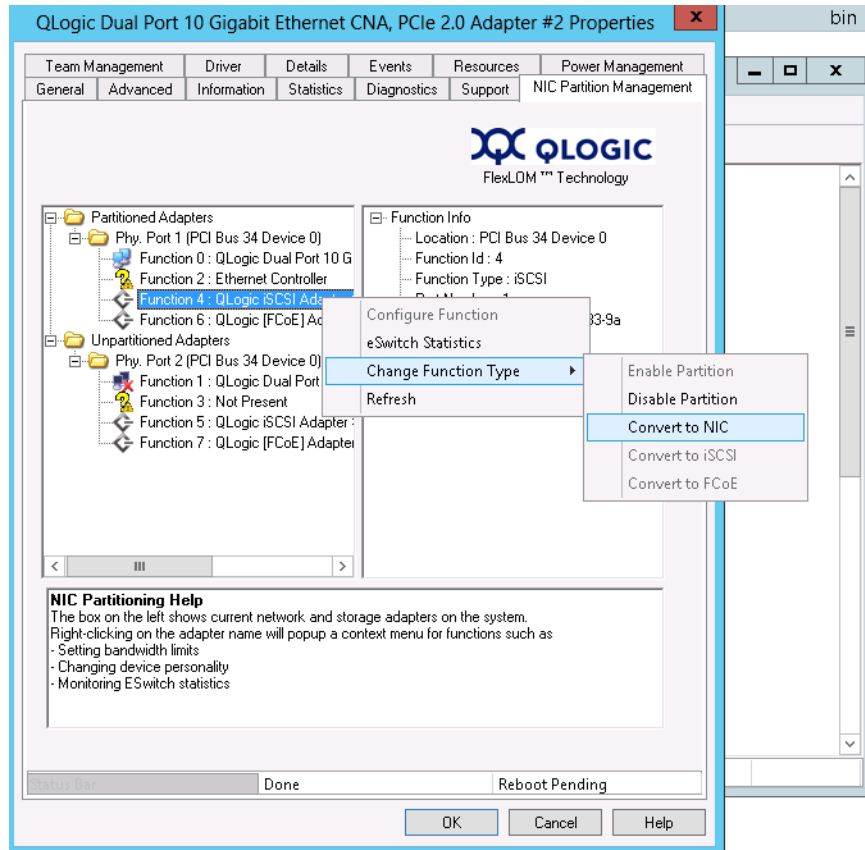 QLogic Dual Port 10 Gigabit Ethernet CNA, PCIe 2.0 Adapter #2 Properties
x
bin
x
Team Management Driver Details Events Resources Power Management
General Advanced Information Statistics Diagnostics Support NIC Partition Management
QLOGIC
FlexLOM ™ Technology
Partitioned Adapters
Phy. Port 1 (PCI Bus 34 Device 0)
Function 0 : QLogic Dual Port 10 G
Function 2 : Ethernet Controller
Function 4 : QLogic iSCSI
Function 6 : QLogic [FCoE]
Unpartitioned Adapters
Phy. Port 2 (PCI Bus 34 Device 0)
Function 1 : QLogic Dual Port
Function 3 : Not Present
Function 5 : QLogic iSCSI Adapter
Function 7 : QLogic [FCoE] Adapter
Function Info
Location : PCI Bus 34 Device 0
Function Id : 4
Function Type : iSCSI
33-9a
Configure Function
eSwitch Statistics
Change Function Type
Refresh
Enable Partition
Disable Partition
Convert to NIC
Convert to iSCSI
Convert to FCoE
NIC Partitioning Help
The box on the left shows current network and storage adapters on the system.
Right-clicking on the adapter name will popup a context menu for functions such as
- Setting bandwidth limits
- Changing device personality
- Monitoring ESwitch statistics
Status Bar Done Reboot Pending
OK Cancel Help